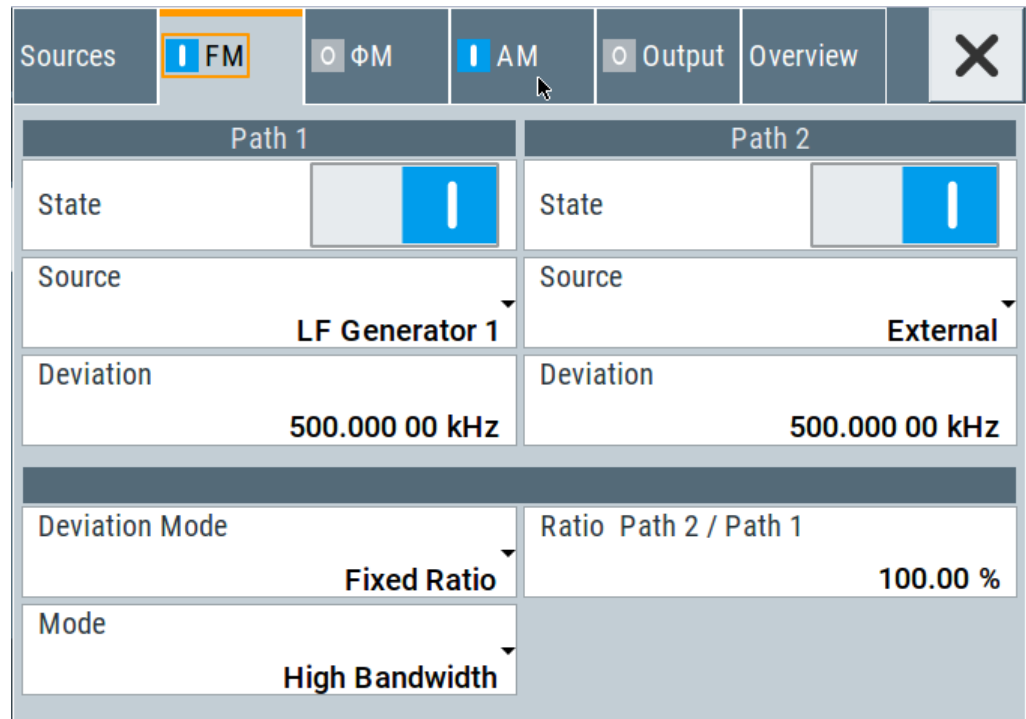 Sources FM ΦM AM Output Overview
Path 1 Path 2
State State
Source Source
LF Generator 1 External
Deviation Deviation
500.000 00 kHz 500.000 00 kHz
Deviation Mode Ratio Path 2 / Path 1
Fixed Ratio 100.00 %
Mode
High Bandwidth